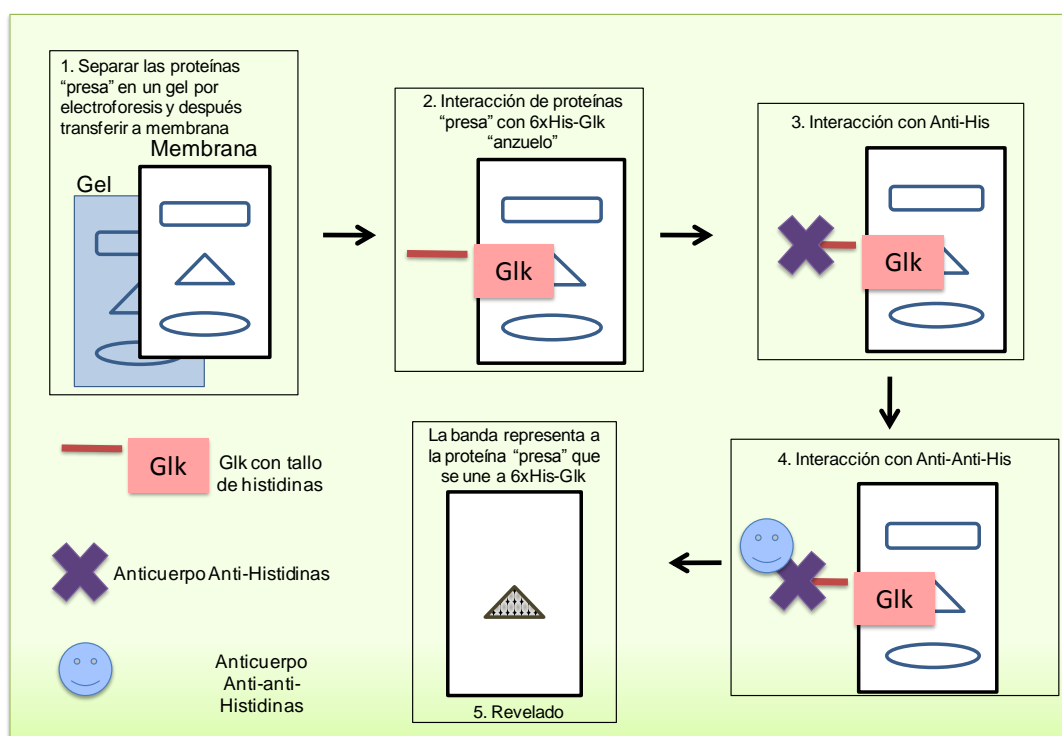 1. Separar las proteínas
“presa” en un gel por
electroforesis y después
transferir a membrana
Membrana
Gel
2. Interacción de proteínas
“presa” con 6xHis-Glk
“anzuelo”
Glk
3. Interacción con Anti-His
Glk
Glk
Glk con tallo
de histidinas
Anticuerpo Anti-Histidinas
Anticuerpo
Anti-anti-
Histidinas
La banda representa a
la proteína “presa” que
se une a 6xHis-Glk
5. Revelado
4. Interacción con Anti-Anti-His
Glk